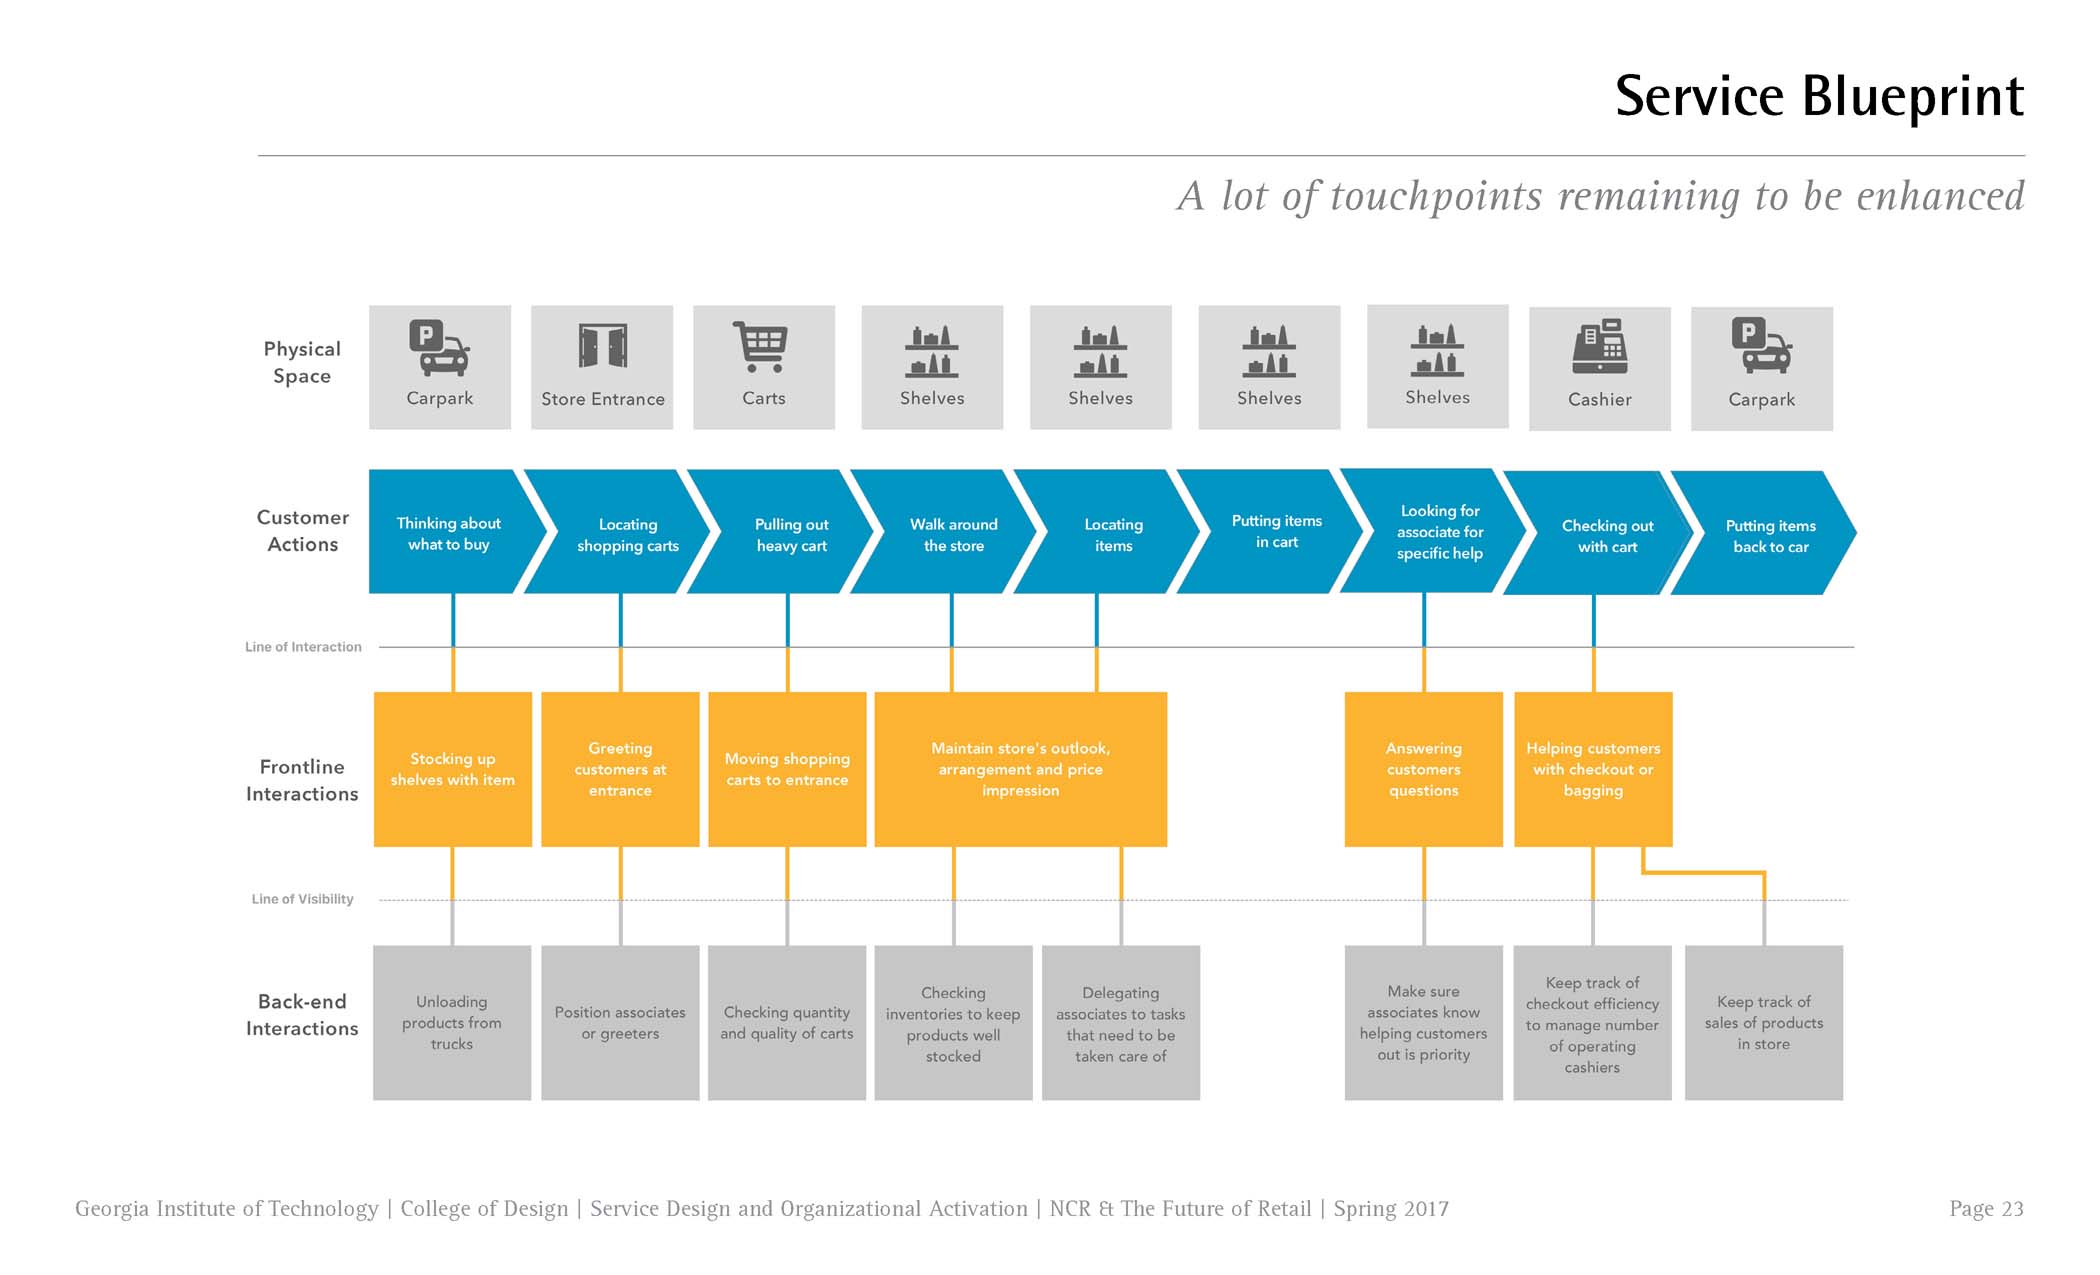 Service Blueprint
A lot of touchpoints remaining to be enhanced
Physical
Space
P
Carpark
Store Entrance
Carts
Shelves
Shelves
Shelves
Shelves
Cashier
P
Carpark
Customer
Actions
Thinking about
what to buy
Locating
shopping carts
Pulling out
heavy cart
Walk around
the store
Locating
items
Putting items
in cart
Looking for
associate for
specific help
Checking out
with cart
Putting items
back to car
Line of Interaction
Frontline
Interactions
Stocking up
shelves with item
Greeting
customers at
entrance
Moving shopping
carts to entrance
Maintain store's outlook,
arrangement and price
impression
Answering
customers
questions
Helping customers
with checkout or
bagging
Line of Visibility
Back-end
Interactions
Unloading
products from
trucks
Position associates
or greeters
Checking quantity
and quality of carts
Checking
inventories to keep
products well
stocked
Delegating
associates to tasks
that need to be
taken care of
Make sure
associates know
helping customers
out is priority
Keep track of
checkout efficiency
to manage number
of operating
cashiers
Keep track of
sales of products
in store
Georgia Institute of Technology | College of Design | Service Design and Organizational Activation | NCR & The Future of Retail | Spring 2017
Page 23